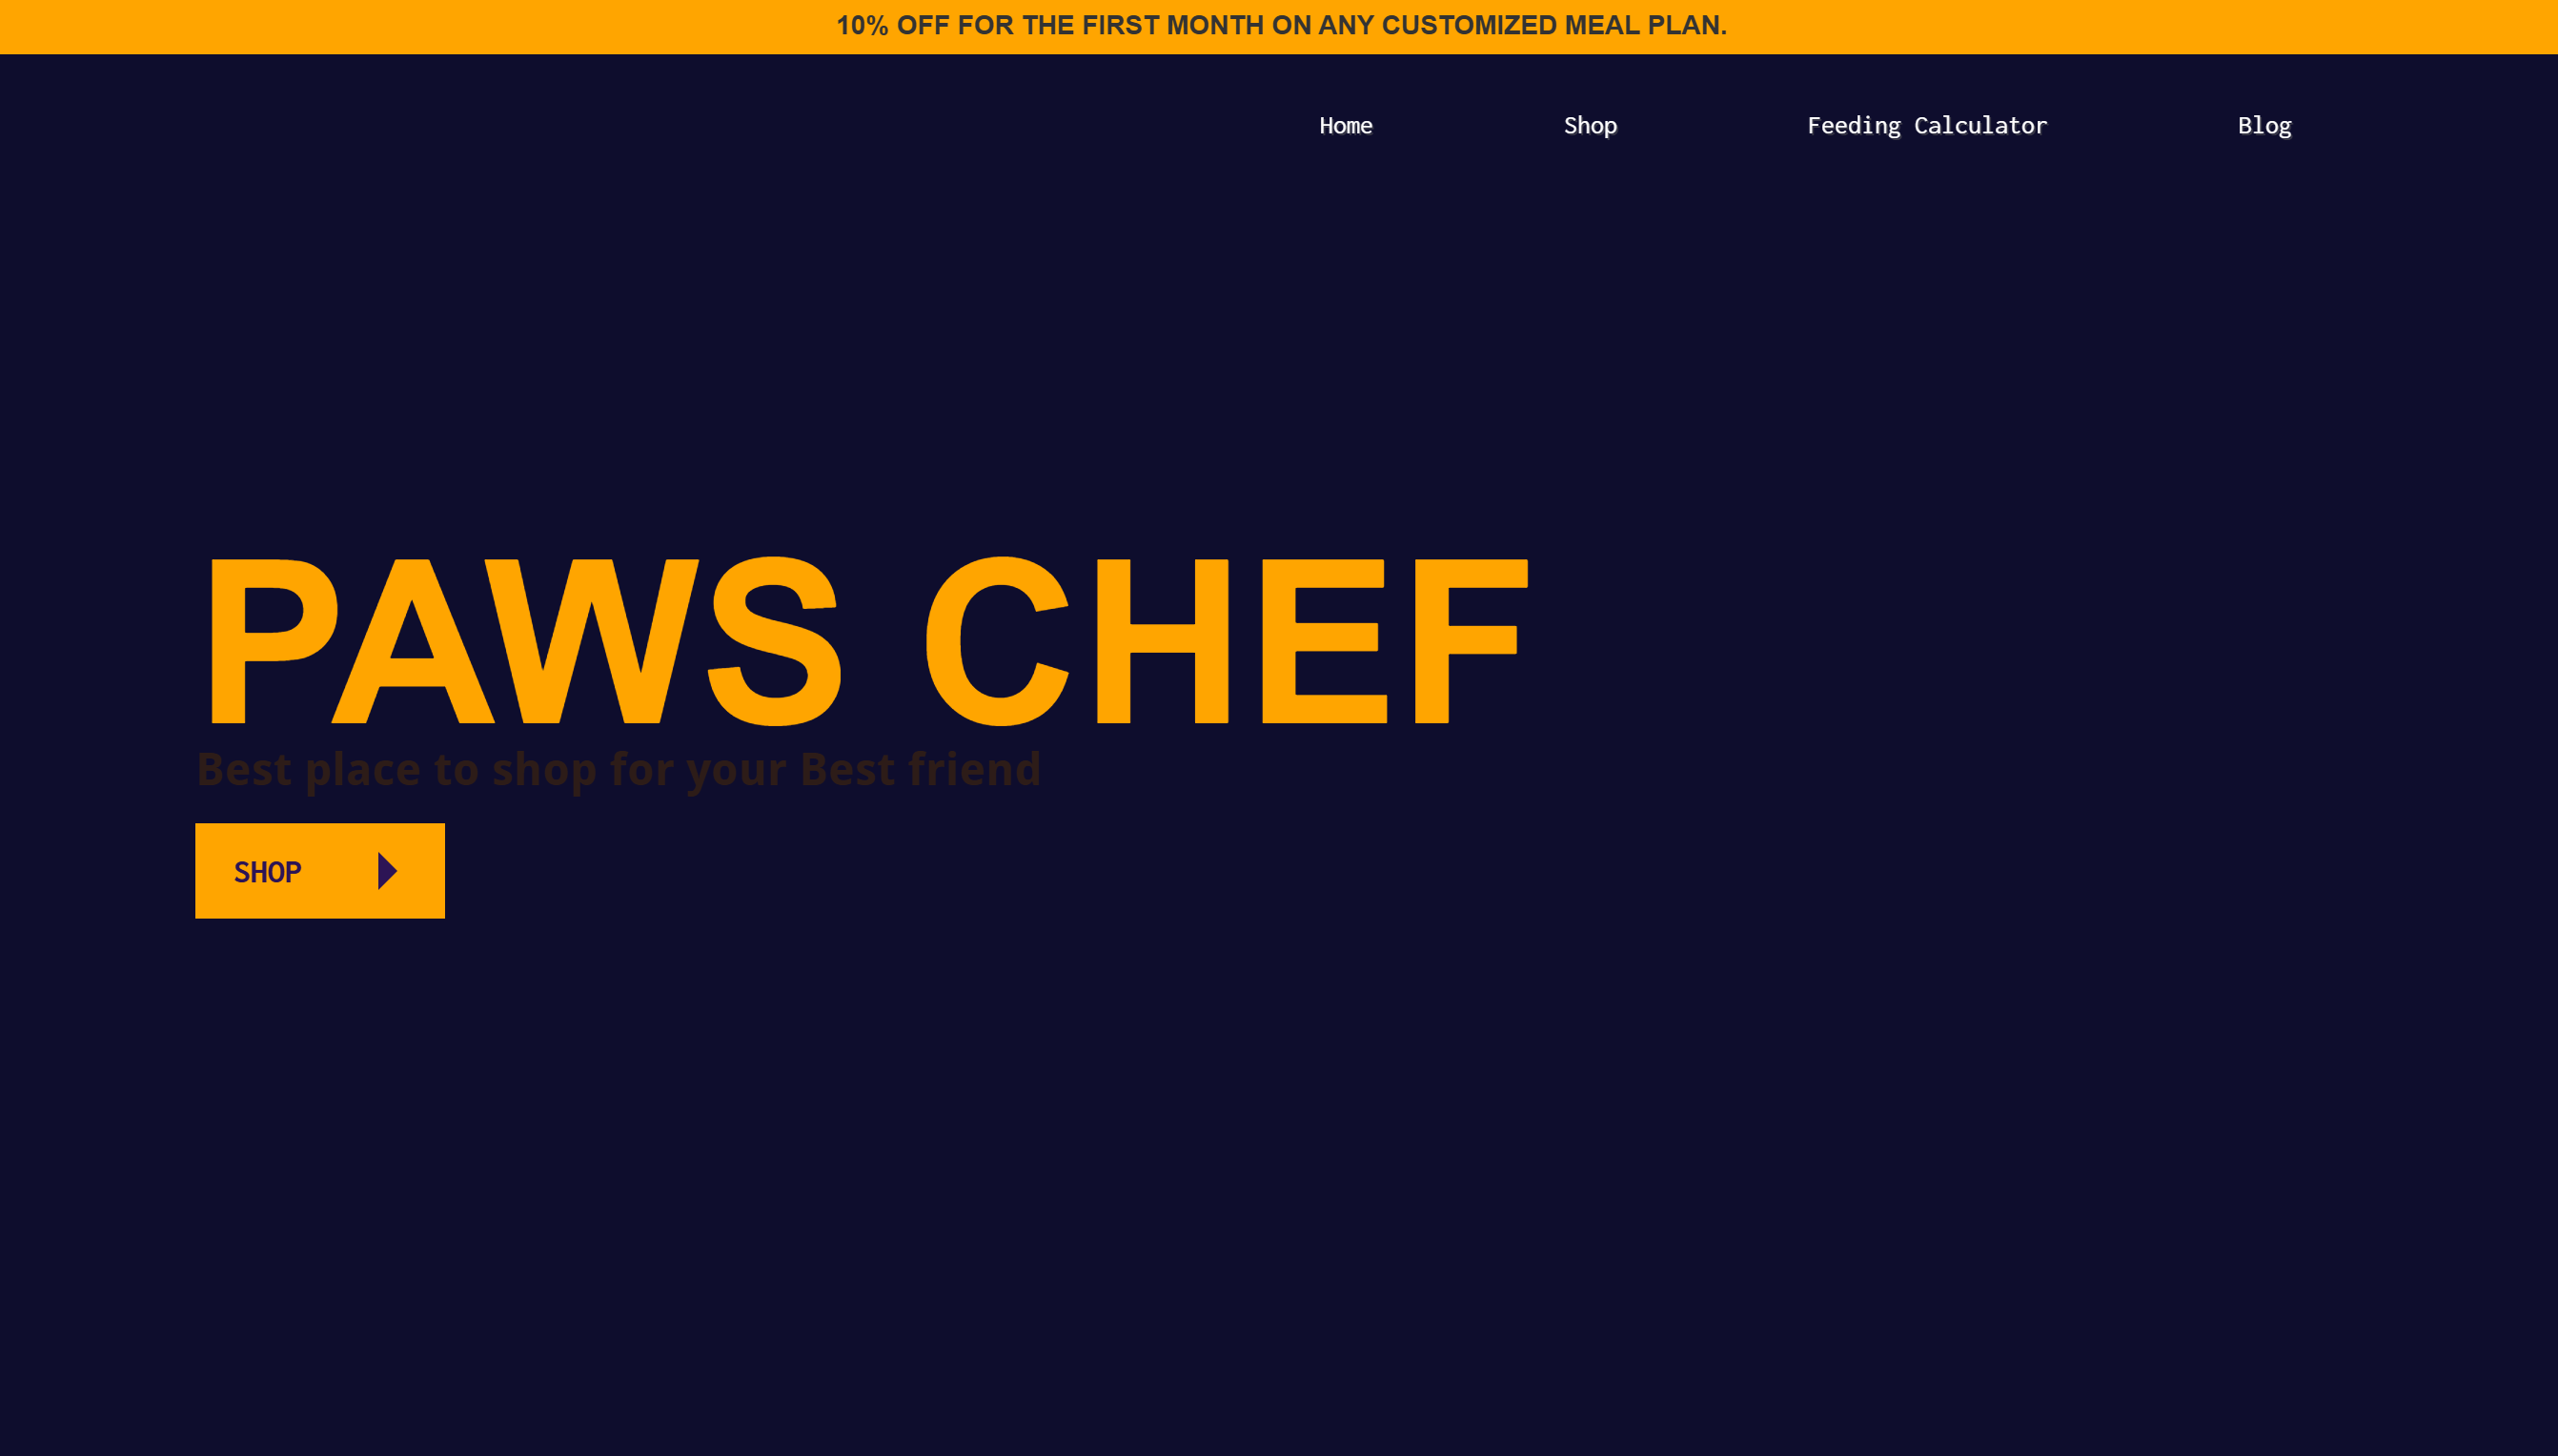 10% OFF FOR THE FIRST MONTH ON ANY CUSTOMIZED MEAL PLAN.
Home Shop Feeding Calculator Blog
PAWS CHEF
Best place to shop for your Best friend
SHOP